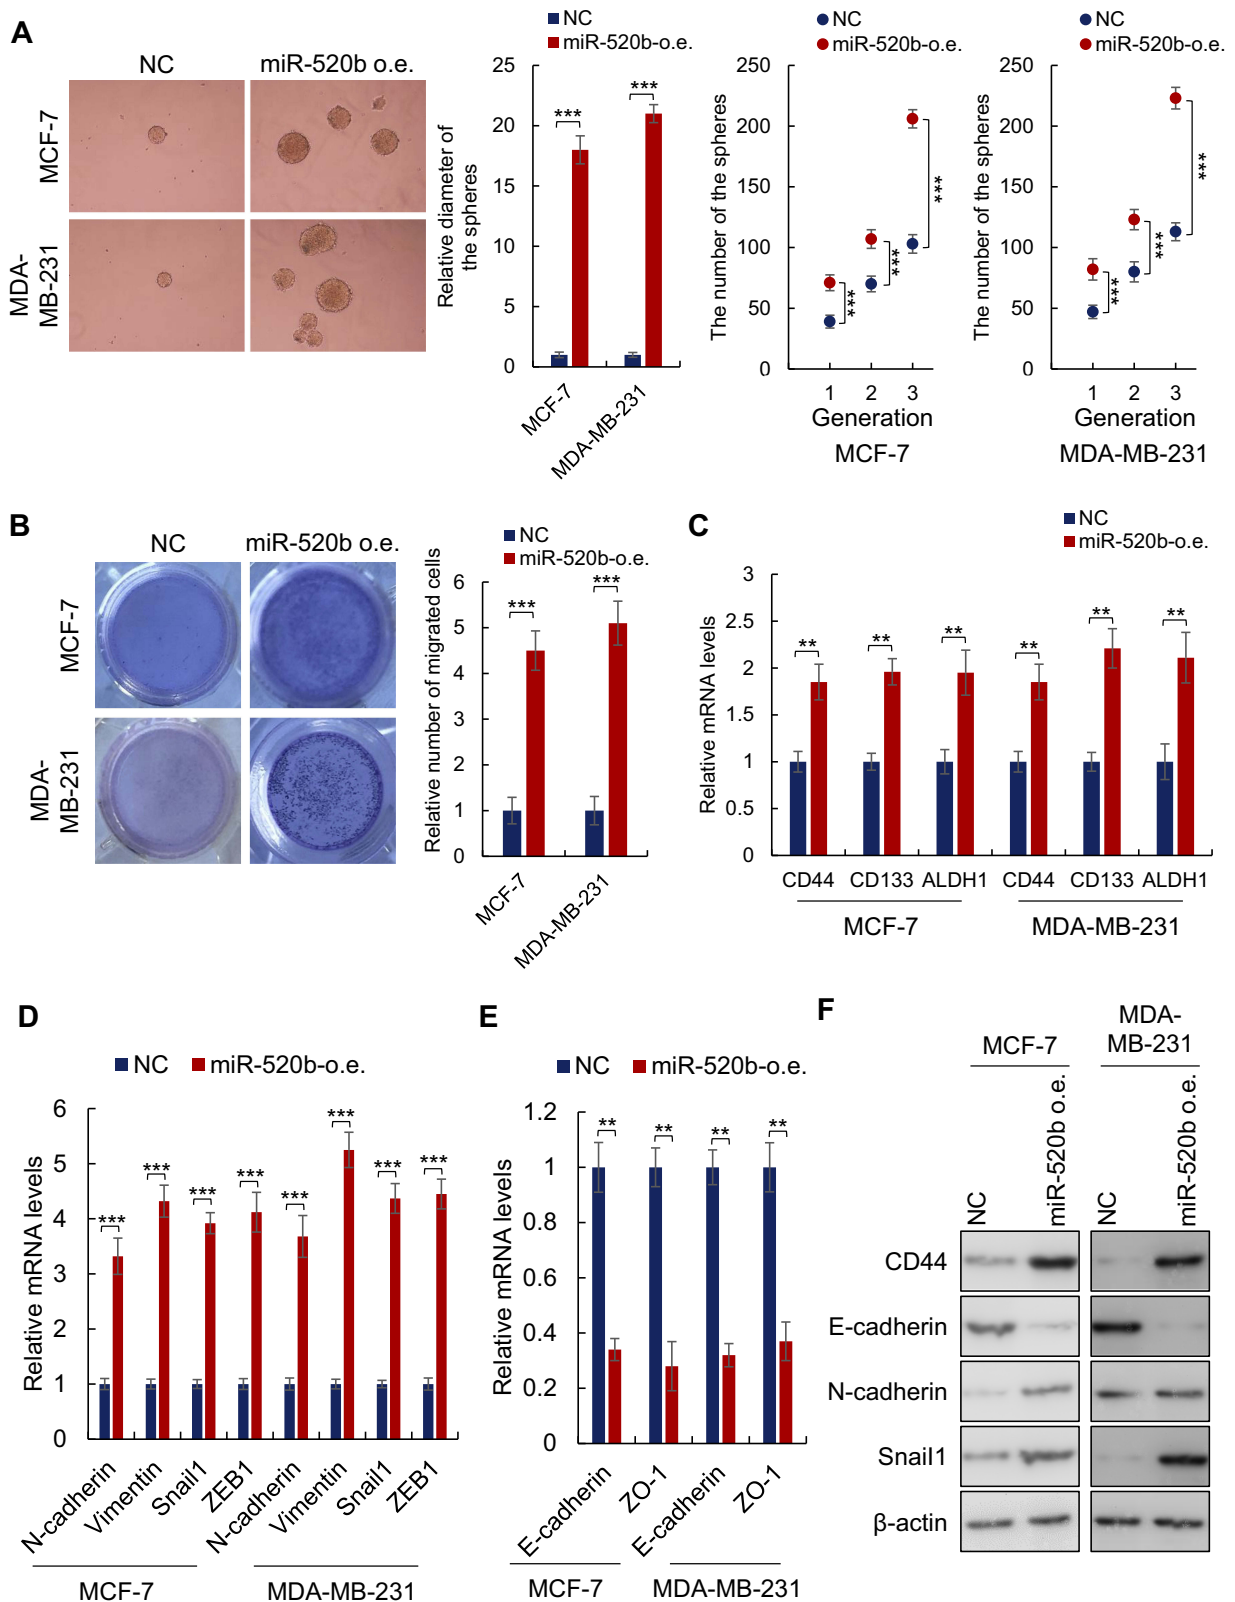 A
NC
miR-520b o.e.
MCF-7
MDA-
MB-231
NC
miR-520b-o.e.
Relative diameter of
the spheres
25
20
15
10
5
0
***
***
MCF-7
MDA-MB-231
NC
miR-520b-o.e.
The number of the spheres
250
200
150
100
50
0
***
***
***
1 2 3
Generation
MCF-7
NC
miR-520b-o.e.
The number of the spheres
250
200
150
100
50
0
***
***
***
1 2 3
Generation
MDA-MB-231
B
NC
miR-520b o.e.
MCF-7
MDA-
MB-231
NC
miR-520b-o.e.
Relative number of migrated cells
6
5
4
3
2
1
0
***
***
MCF-7
MDA-MB-231
C
NC
miR-520b-o.e.
Relative mRNA levels
3
2.5
2
1.5
1
0.5
0
** ** ** ** ** **
CD44 CD133 ALDH1 CD44 CD133 ALDH1
MCF-7 MDA-MB-231
D
NC miR-520b-o.e.
Relative mRNA levels
6
5
4
3
2
1
0
*** *** *** *** *** *** *** ***
N-cadherin
Vimentin
Snail1
ZEB1
N-cadherin
Vimentin
Snail1
ZEB1
MCF-7 MDA-MB-231
E
NC miR-520b-o.e.
Relative mRNA levels
1.2
1
0.8
0.6
0.4
0.2
0
** ** ** **
E-cadherin
ZO-1
E-cadherin
ZO-1
MCF-7 MDA-MB-231
F
MCF-7
MDA-
MB-231
NC
miR-520b o.e.
NC
miR-520b o.e.
CD44
E-cadherin
N-cadherin
Snail1
β-actin